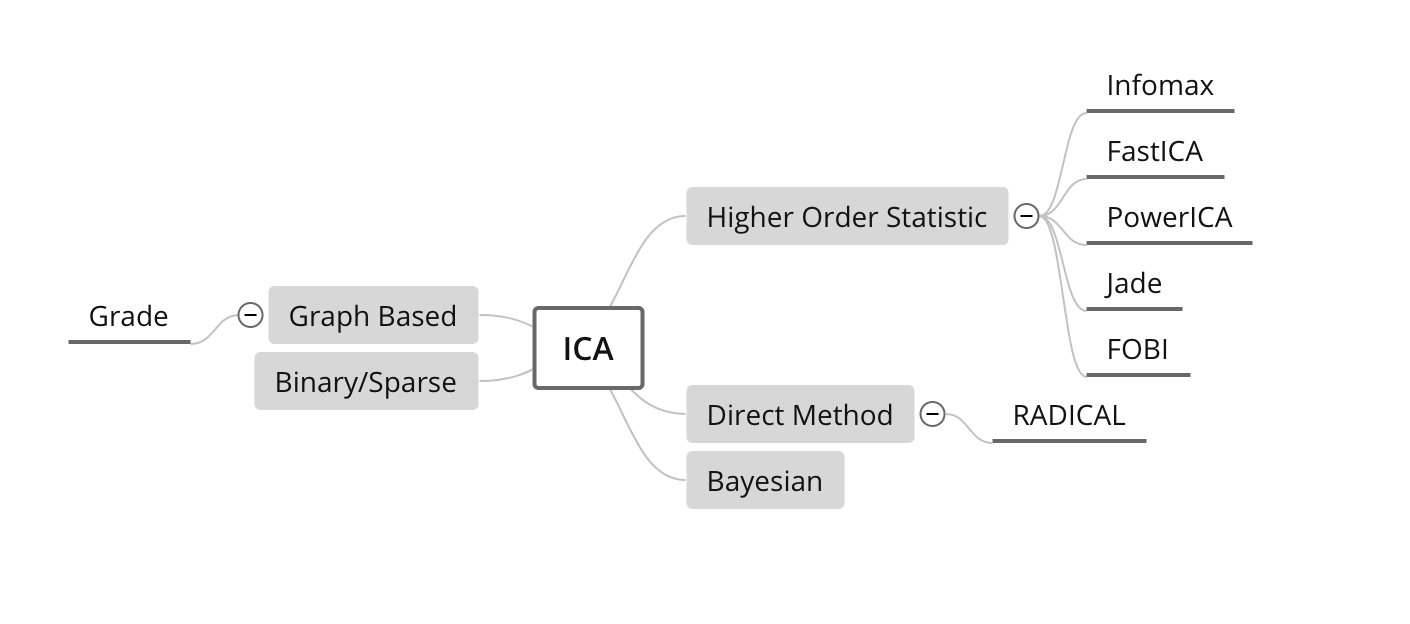 Infomax
FastICA
Higher Order Statistic
PowerICA
Jade
Grade
Graph Based
ICA
FOBI
Binary/Sparse
Direct Method
RADICAL
Bayesian